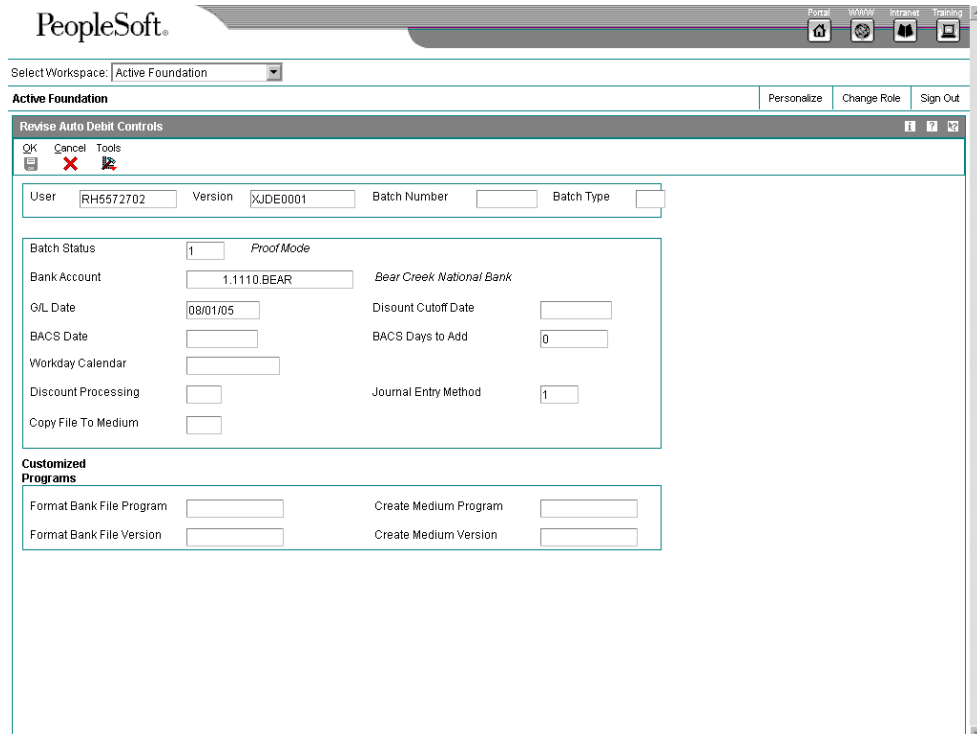 PeopleSoft®
Portal WWW Intranet Training
Select Workspace: Active Foundation
Active Foundation Personalize Change Role Sign Out
Revise Auto Debit Controls
OK Cancel Tools
User RH5572702 Version XJDE0001 Batch Number Batch Type
Batch Status 1 Proof Mode
Bank Account 1.1110.BEAR Bear Creek National Bank
G/L Date 08/01/05 Disount Cutoff Date
BACS Date BACS Days to Add 0
Workday Calendar
Discount Processing Journal Entry Method 1
Copy File To Medium
Customized
Programs
Format Bank File Program Create Medium Program
Format Bank File Version Create Medium Version